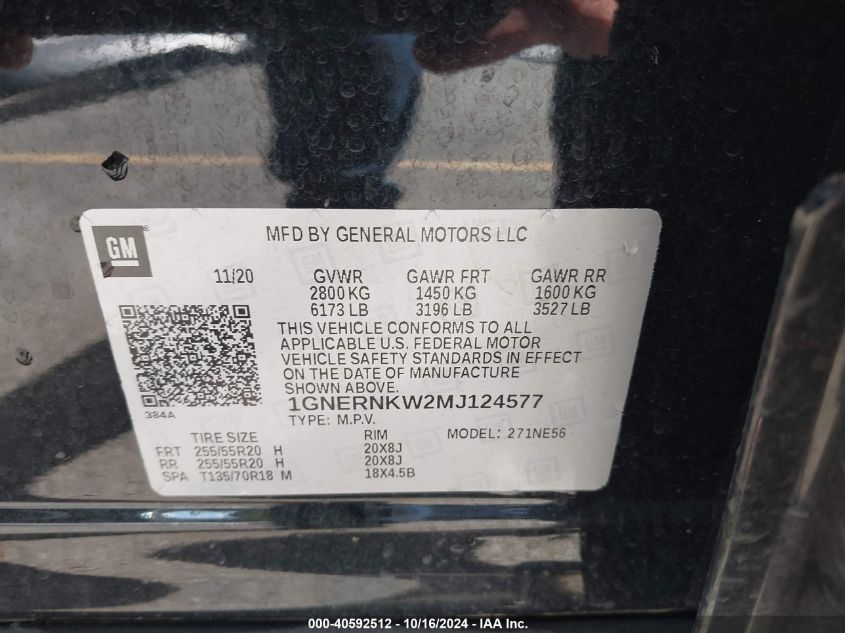 GM
MFD BY GENERAL MOTORS LLC
11/20 GVWR GAWR FRT GAWR RR
2800 KG 1450 KG 1600 KG
6173 LB 3196 LB 3527 LB
THIS VEHICLE CONFORMS TO ALL
APPLICABLE U.S. FEDERAL MOTOR
VEHICLE SAFETY STANDARDS IN EFFECT
ON THE DATE OF MANUFACTURE
SHOWN ABOVE.
384A
1GNERNKW2MJ124577
TYPE: M.P.V.
TIRE SIZE RIM MODEL: 271NE56
FRT 255/55R20 H 20X8J
RR 255/55R20 H 20X8J
SPA T135/70R18 M 18X4.5B
000-40592512 - 10/16/2024 - IAA Inc.